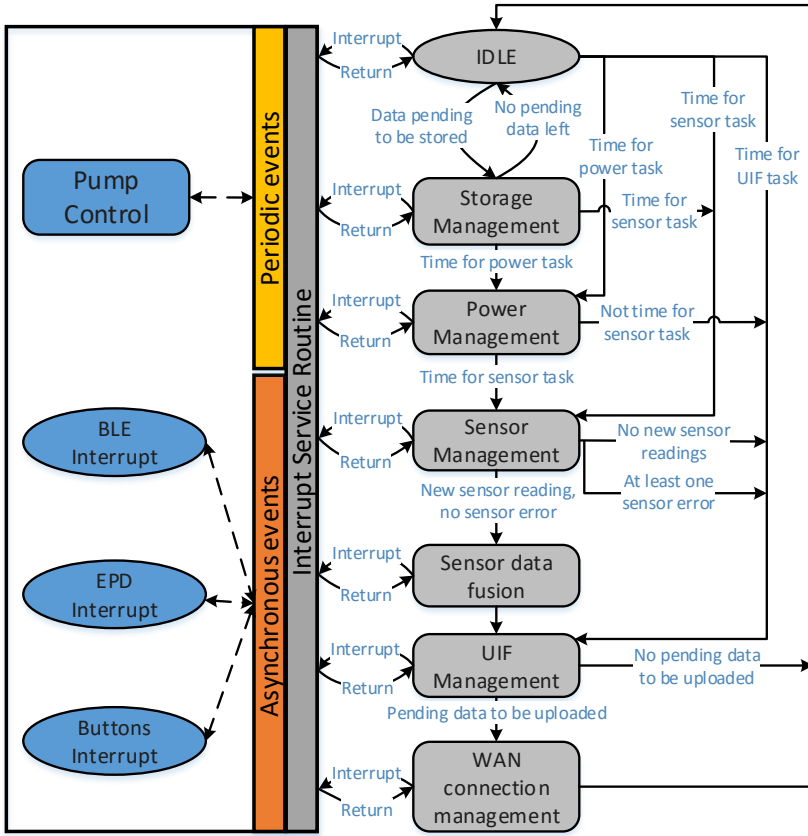 Interrupt
IDLE
Return
Time for
sensor task
Data pending
to be stored
No pending
data left
Time for
power task
Time for
UIF task
Pump
Control
Periodic events
Interrupt Service Routine
Interrupt
Return
Storage
Management
Time for
sensor task
Time for power task
Interrupt
Return
Power
Management
Not time for
sensor task
Time for sensor task
BLE
Interrupt
Asynchronous events
Interrupt
Return
Sensor
Management
No new sensor
readings
At least one
sensor error
New sensor reading,
no sensor error
EPD
Interrupt
Interrupt
Return
Sensor data
fusion
Interrupt
Return
UIF
Management
No pending data
to be uploaded
Pending data to be uploaded
Buttons
Interrupt
Interrupt
Return
WAN
connection
management